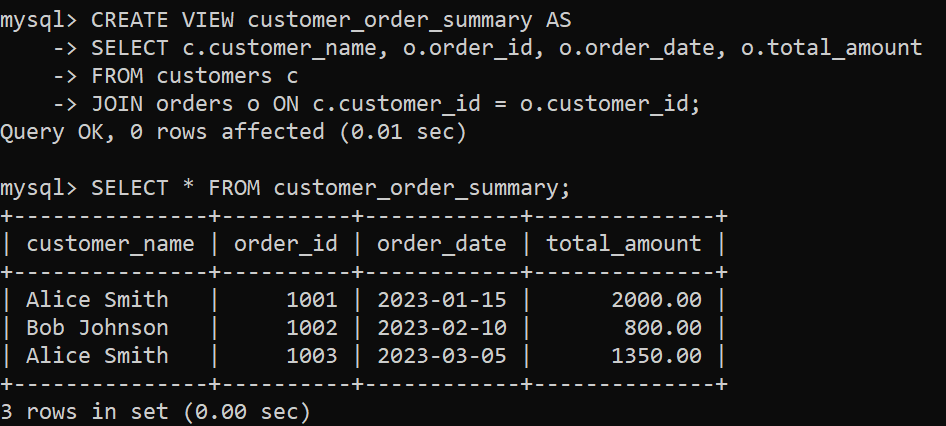 mysql> CREATE VIEW customer_order_summary AS
    -> SELECT c.customer_name, o.order_id, o.order_date, o.total_amount
    -> FROM customers c
    -> JOIN orders o ON c.customer_id = o.customer_id;
Query OK, 0 rows affected (0.01 sec)

mysql> SELECT * FROM customer_order_summary;
+---------------+----------+------------+--------------+
| customer_name | order_id | order_date | total_amount |
+---------------+----------+------------+--------------+
| Alice Smith   |     1001 | 2023-01-15 |      2000.00 |
| Bob Johnson   |     1002 | 2023-02-10 |       800.00 |
| Alice Smith   |     1003 | 2023-03-05 |      1350.00 |
+---------------+----------+------------+--------------+
3 rows in set (0.00 sec)